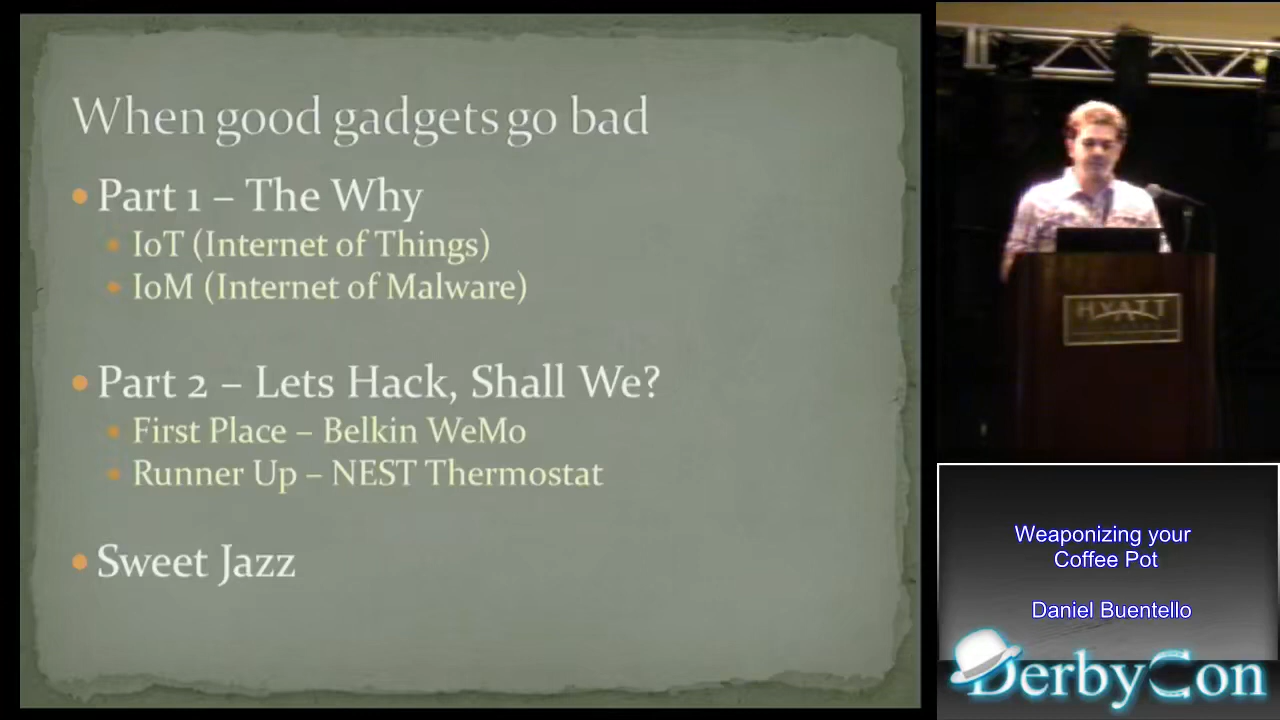 When good gadgets go bad
Part 1 – The Why
IoT (Internet of Things)
IoM (Internet of Malware)
Part 2 – Lets Hack, Shall We?
First Place – Belkin WeMo
Runner Up – NEST Thermostat
Sweet Jazz
HYATT
Weaponizing your
Coffee Pot
Daniel Buentello
DerbyCon